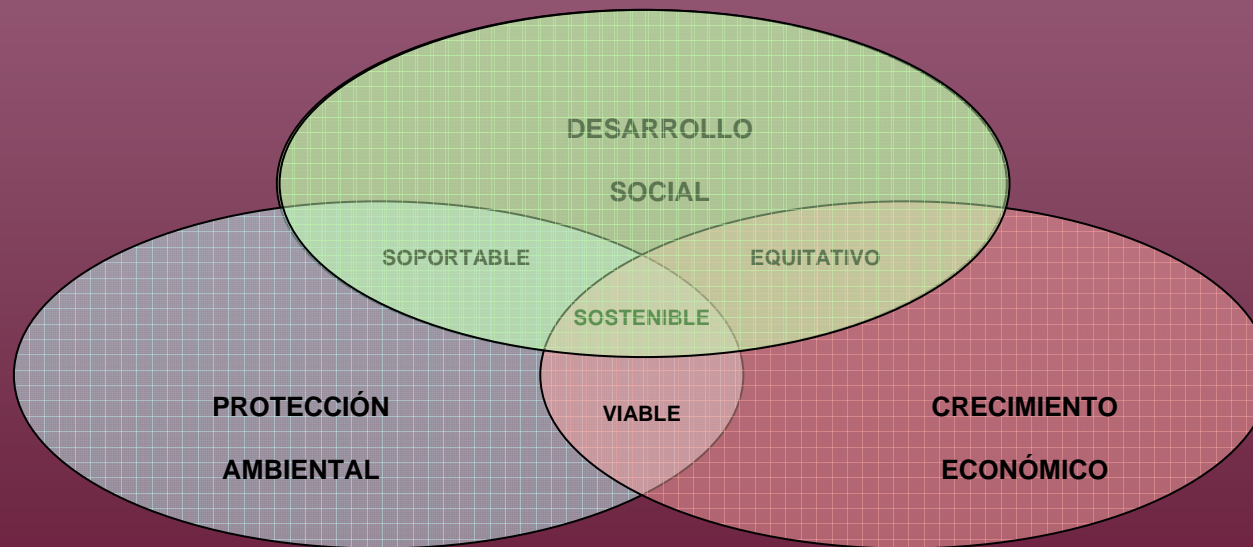 DESARROLLO
SOCIAL
SOPORTABLE
EQUITATIVO
SOSTENIBLE
PROTECCIÓN
AMBIENTAL
VIABLE
CRECIMIENTO
ECONÓMICO